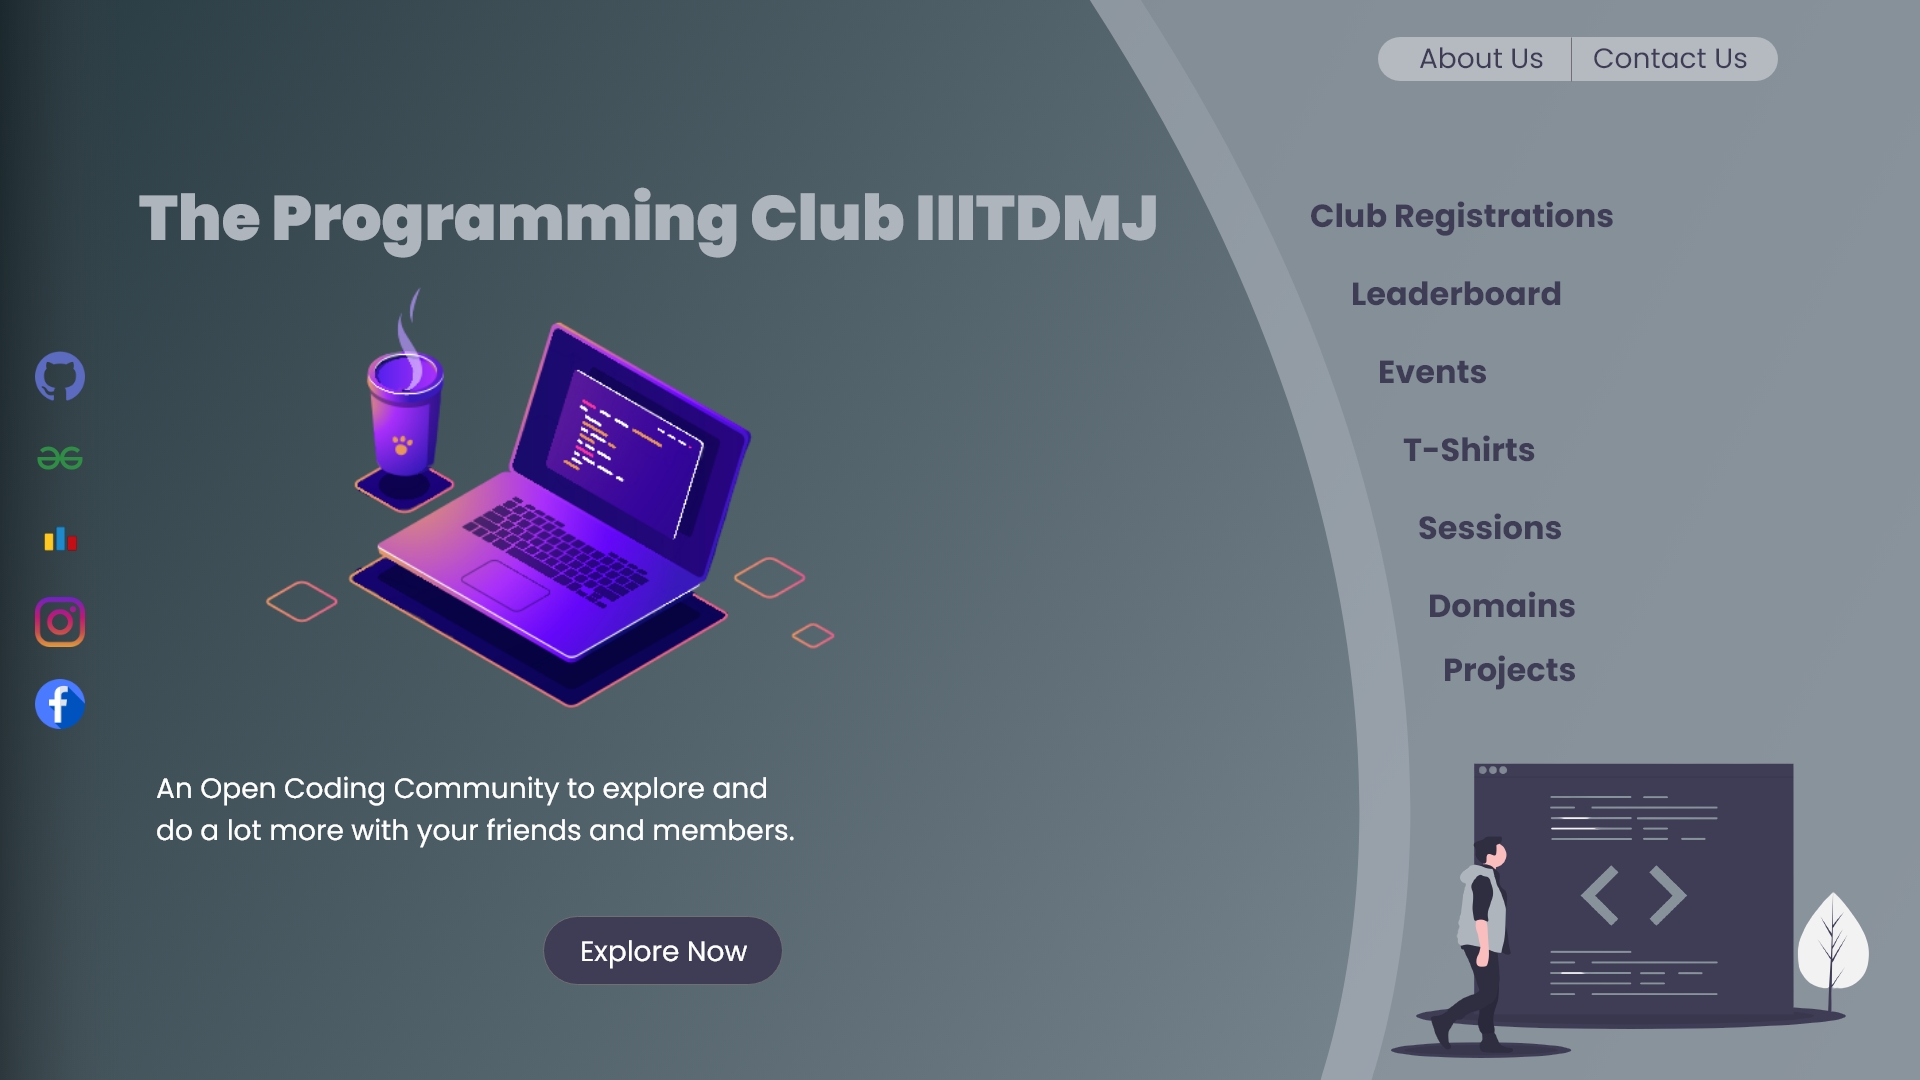 About Us
Contact Us
The Programming Club IIITDMJ
Club Registrations
Leaderboard
Events
T-Shirts
Sessions
Domains
Projects
An Open Coding Community to explore and
do a lot more with your friends and members.
Explore Now